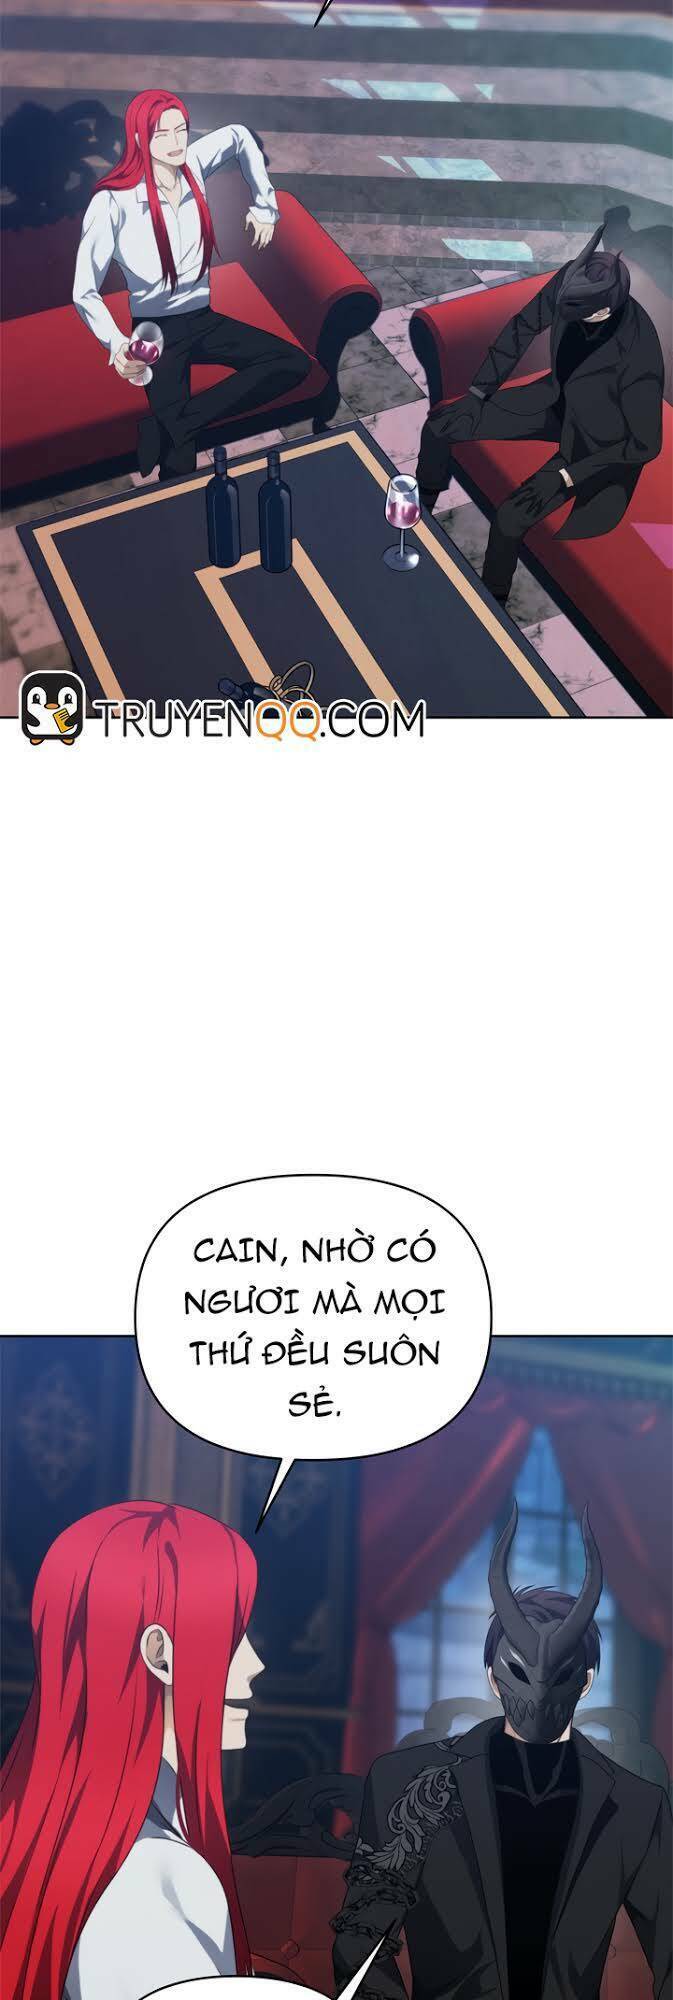 TRUYENQQ.COM
CAIN, NHỜ CÓ
NGƯƠI MÀ MỌI
THỨ ĐỀU SUÔN
SẺ.